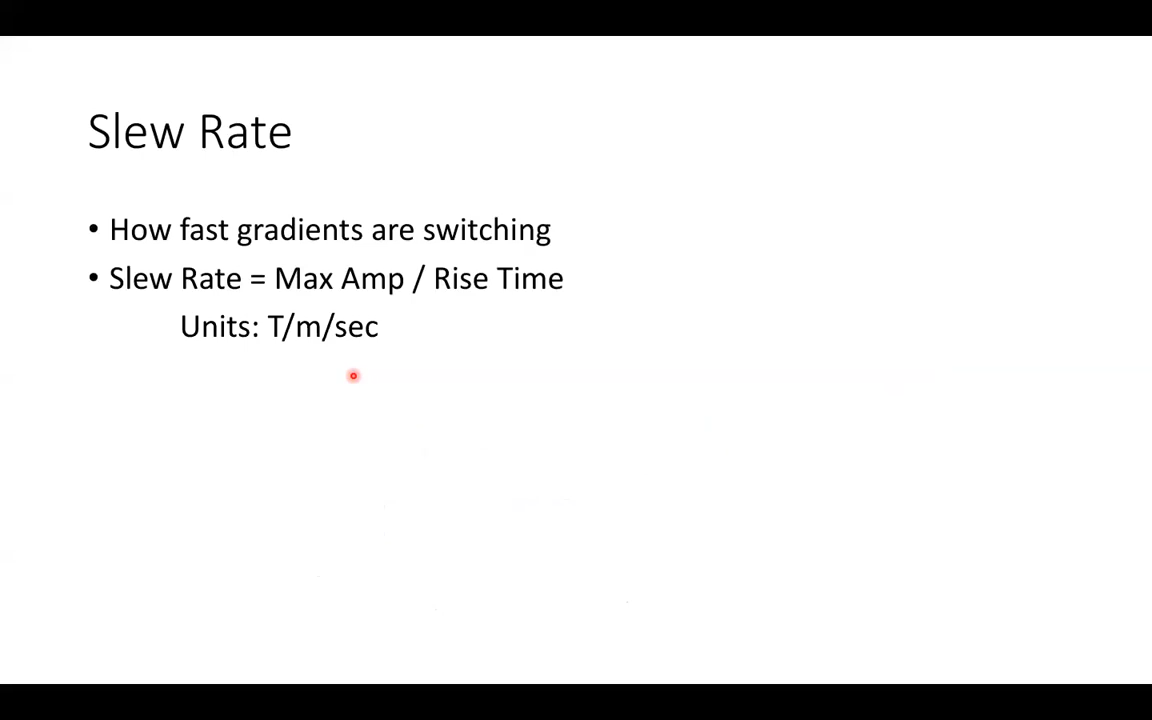 Slew Rate
• How fast gradients are switching
• Slew Rate = Max Amp / Rise Time
Units: T/m/sec